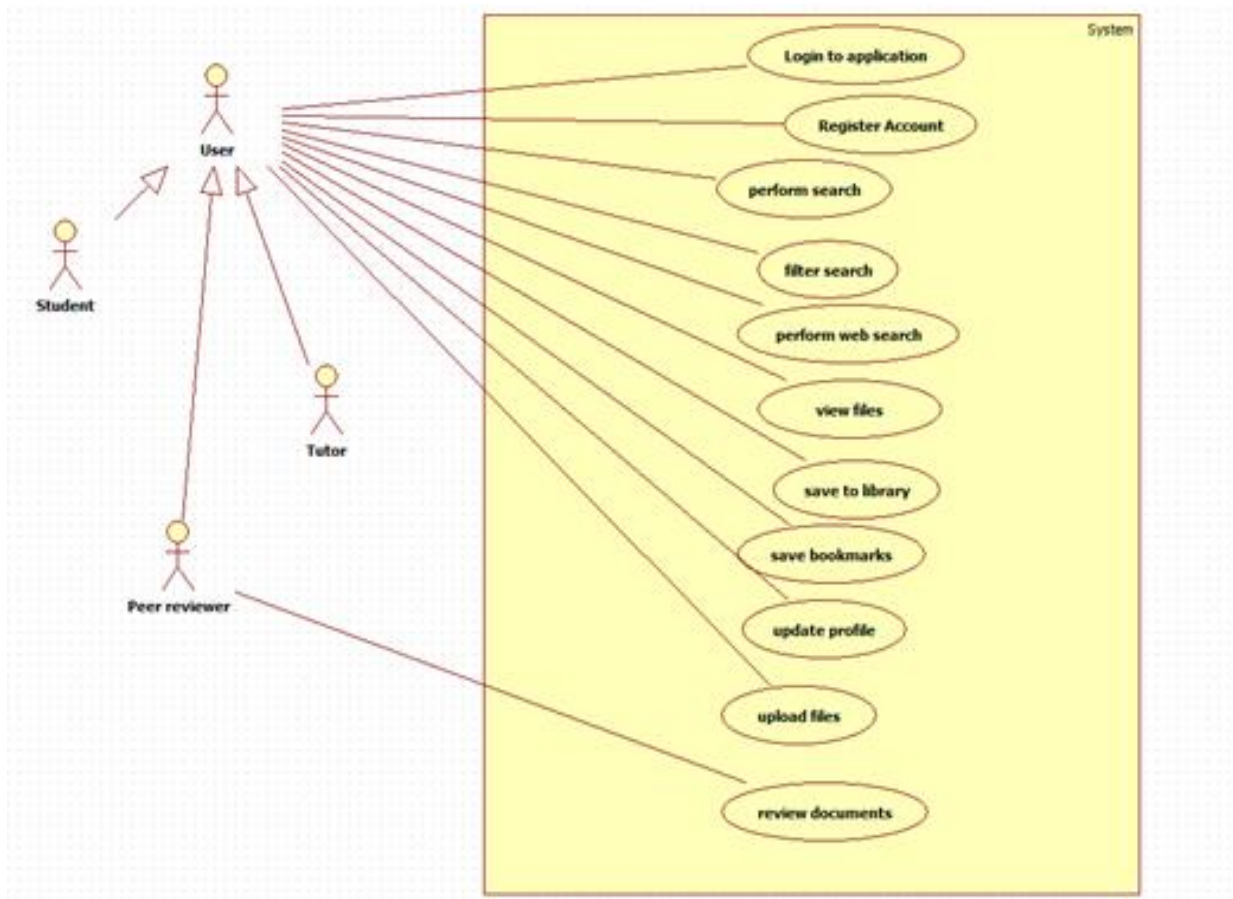 System
Login to application
User
Register Account
perform search
Student
filter search
perform web search
view files
Tutor
save to library
save bookmarks
Peer reviewer
update profile
upload files
review documents